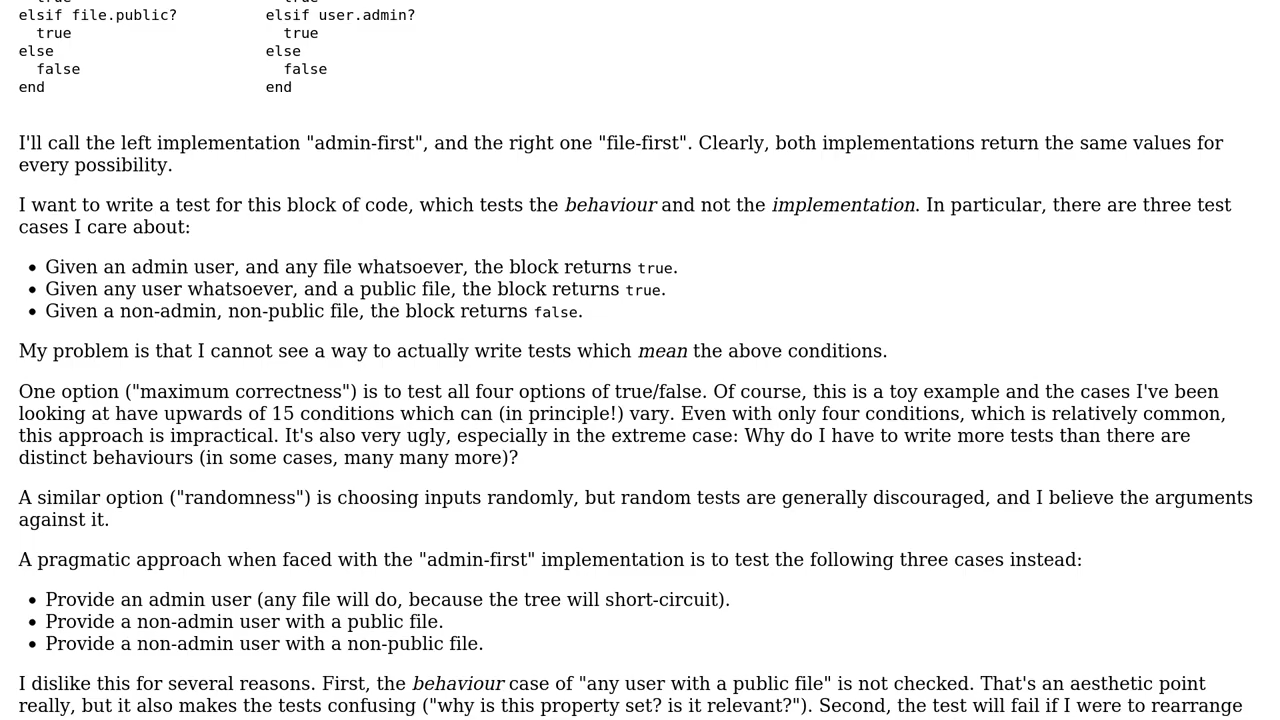 true true
elsif file.public? elsif user.admin?
true true
else else
false false
end end
I'll call the left implementation "admin-first", and the right one "file-first". Clearly, both implementations return the same values for
every possibility.
I want to write a test for this block of code, which tests the behaviour and not the implementation. In particular, there are three test
cases I care about:
• Given an admin user, and any file whatsoever, the block returns true.
• Given any user whatsoever, and a public file, the block returns true.
• Given a non-admin, non-public file, the block returns false.
My problem is that I cannot see a way to actually write tests which mean the above conditions.
One option ("maximum correctness") is to test all four options of true/false. Of course, this is a toy example and the cases I've been
looking at have upwards of 15 conditions which can (in principle!) vary. Even with only four conditions, which is relatively common,
this approach is impractical. It's also very ugly, especially in the extreme case: Why do I have to write more tests than there are
distinct behaviours (in some cases, many many more)?
A similar option ("randomness") is choosing inputs randomly, but random tests are generally discouraged, and I believe the arguments
against it.
A pragmatic approach when faced with the "admin-first" implementation is to test the following three cases instead:
• Provide an admin user (any file will do, because the tree will short-circuit).
• Provide a non-admin user with a public file.
• Provide a non-admin user with a non-public file.
I dislike this for several reasons. First, the behaviour case of "any user with a public file" is not checked. That's an aesthetic point
really, but it also makes the tests confusing ("why is this property set? is it relevant?"). Second, the test will fail if I were to rearrange